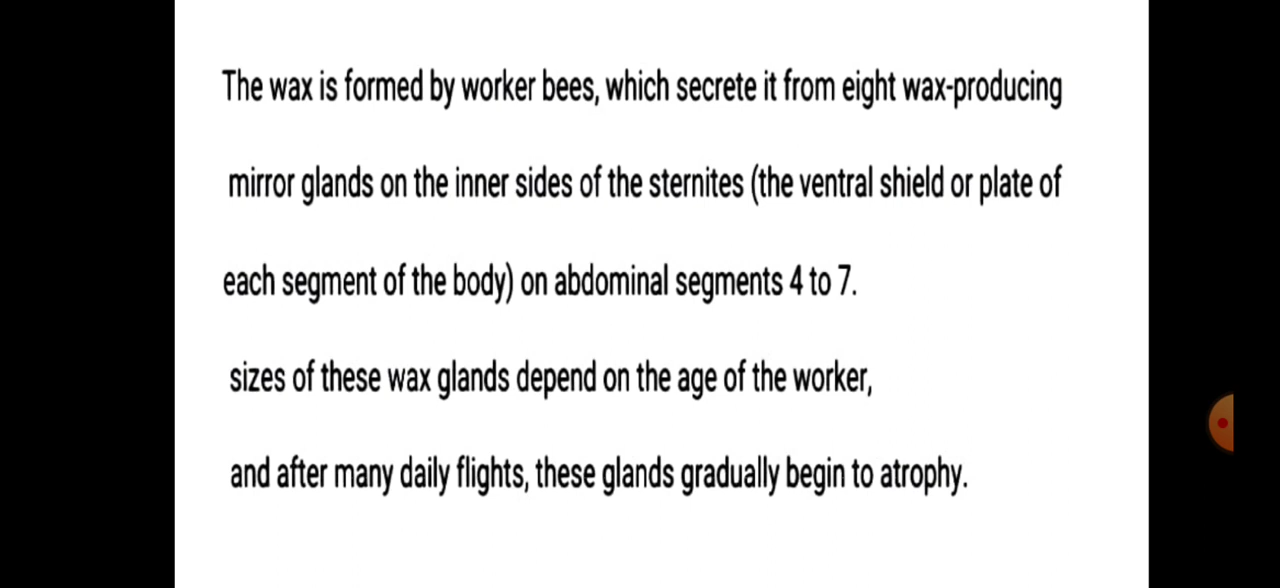 The wax is formed by worker bees, which secrete it from eight wax-producing
mirror glands on the inner sides of the sternites (the ventral shield or plate of
each segment of the body) on abdominal segments 4 to 7.
sizes of these wax glands depend on the age of the worker,
and after many daily flights, these glands gradually begin to atrophy.